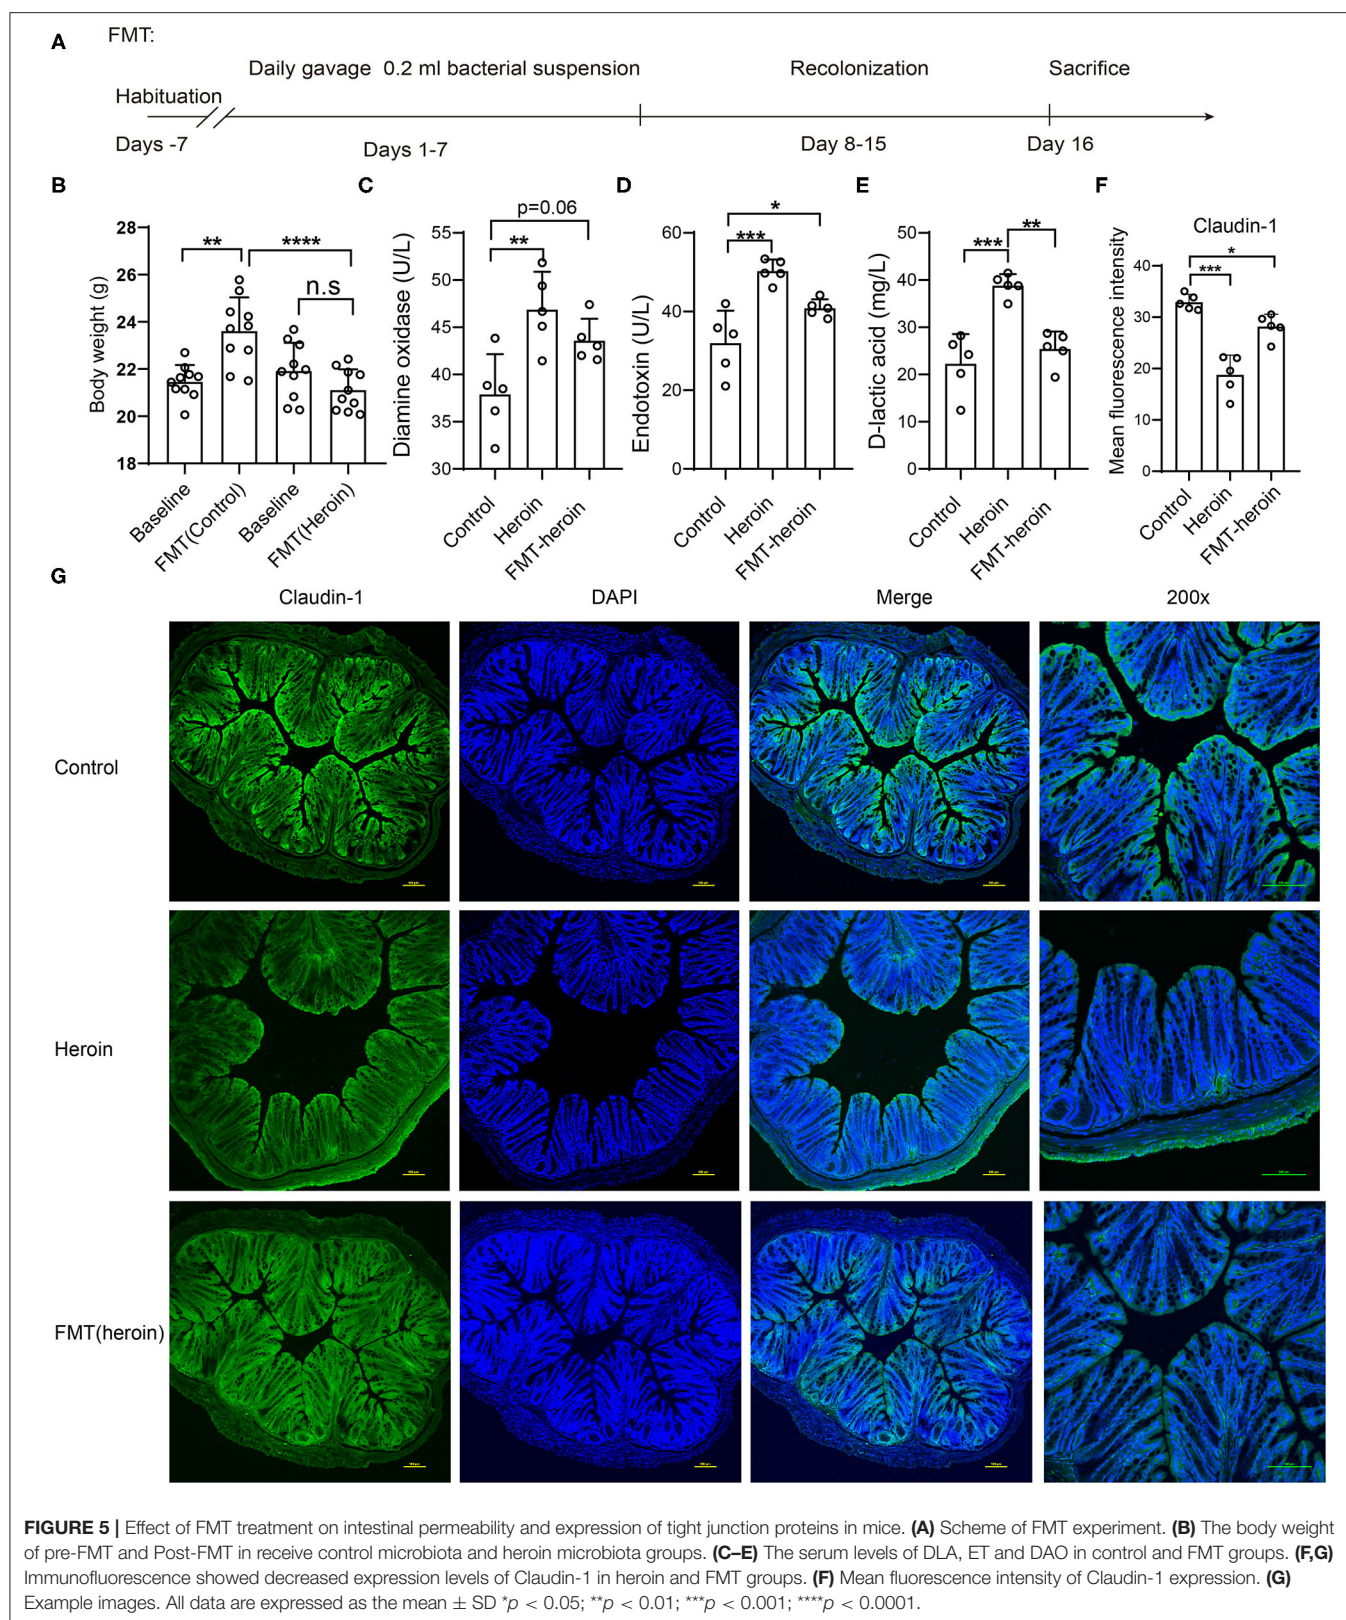 A
FMT:
Daily gavage 0.2 ml bacterial suspension
Recolonization
Sacrifice
Habituation
Days -7
Days 1-7
Day 8-15
Day 16
B
Body weight (g)
28
26
24
22
20
18
**
****
n.s
Baseline
FMT(Control)
Baseline
FMT(Heroin)
C
Diamine oxidase (U/L)
55
50
45
40
35
30
p=0.06
**
Control
Heroin
FMT-heroin
D
Endotoxin (U/L)
60
40
20
0
*
***
Control
Heroin
FMT-heroin
E
D-lactic acid (mg/L)
50
40
30
20
10
0
***
**
Control
Heroin
FMT-heroin
F
Claudin-1
Mean fluorescence intensity
40
30
20
10
0
*
***
Control
Heroin
FMT-heroin
G
Claudin-1
DAPI
Merge
200x
Control
Heroin
FMT(heroin)
FIGURE 5 | Effect of FMT treatment on intestinal permeability and expression of tight junction proteins in mice. (A) Scheme of FMT experiment. (B) The body weight
of pre-FMT and Post-FMT in receive control microbiota and heroin microbiota groups. (C–E) The serum levels of DLA, ET and DAO in control and FMT groups. (F,G)
Immunofluorescence showed decreased expression levels of Claudin-1 in heroin and FMT groups. (F) Mean fluorescence intensity of Claudin-1 expression. (G)
Example images. All data are expressed as the mean ± SD *p < 0.05; **p < 0.01; ***p < 0.001; ****p < 0.0001.